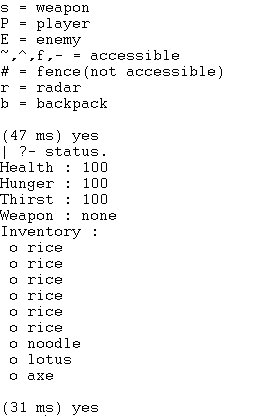 s = weapon
P = player
E = enemy
~,^,f,- = accessible
# = fence(not accessible)
r = radar
b = backpack
(47 ms) yes
| ?- status.
Health : 100
Hunger : 100
Thirst : 100
Weapon : none
Inventory :
o rice
o rice
o rice
o rice
o rice
o rice
o noodle
o lotus
o axe
(31 ms) yes